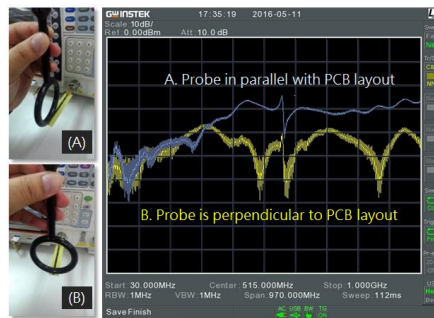 (A)
(B)
GWINSTEK 17:35:19 2016-05-11
Scale 10dB/
Ref 0.00dBm Att 10.0 dB
A. Probe in parallel with PCB layout
B. Probe is perpendicular to PCB layout
Start: 30.000MHz Center: 515.000MHz Stop: 1.000GHz
RBW: 1MHz VBW: 1MHz Span: 970.000MHz Sweep: 112ms
Save Finish AC USB RW TG
ON